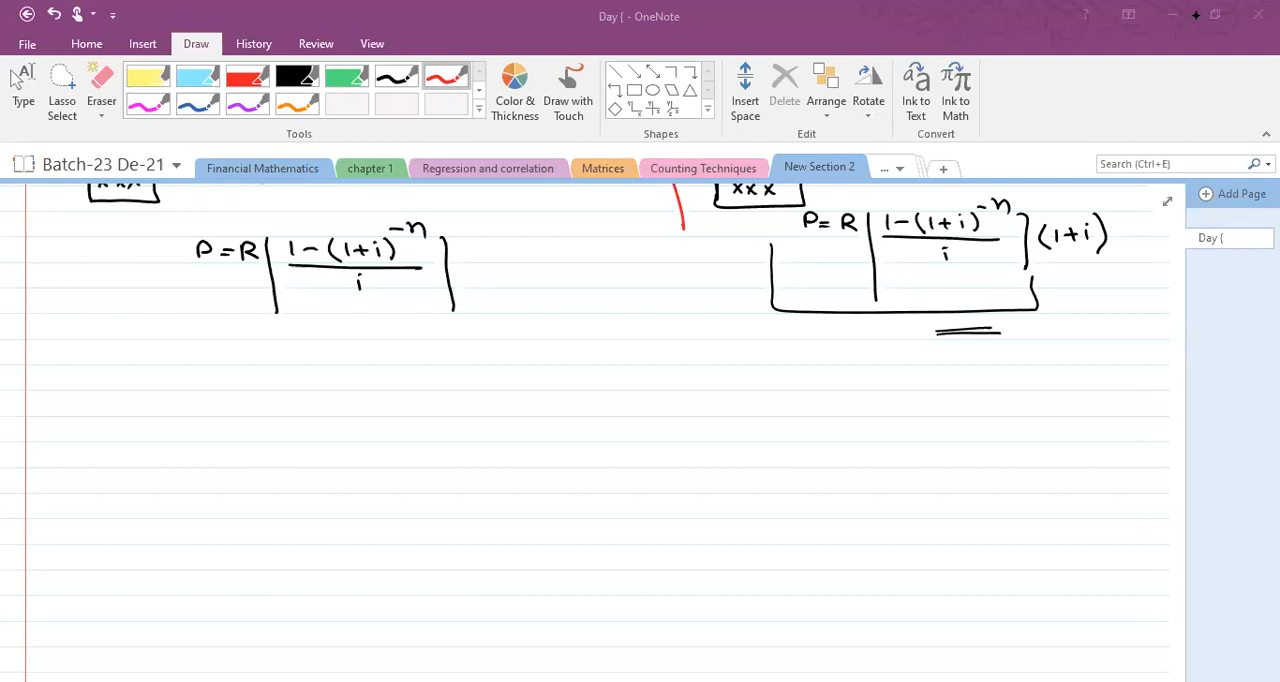 Day { - OneNote
File Home Insert Draw History Review View
Type
Lasso Select
Eraser
Color & Thickness
Draw with Touch
Insert Space
Delete
Arrange
Rotate
Ink to Text
Ink to Math
Tools Shapes Edit Convert
Batch-23 De-21 Financial Mathematics chapter 1 Regression and correlation Matrices Counting Techniques New Section 2 ... Search (Ctrl+E)
Add Page
Day {
xxx
xxx
P=R[1-(1+i)^-n / i]
P=R[1-(1+i)^-n / i](1+i)